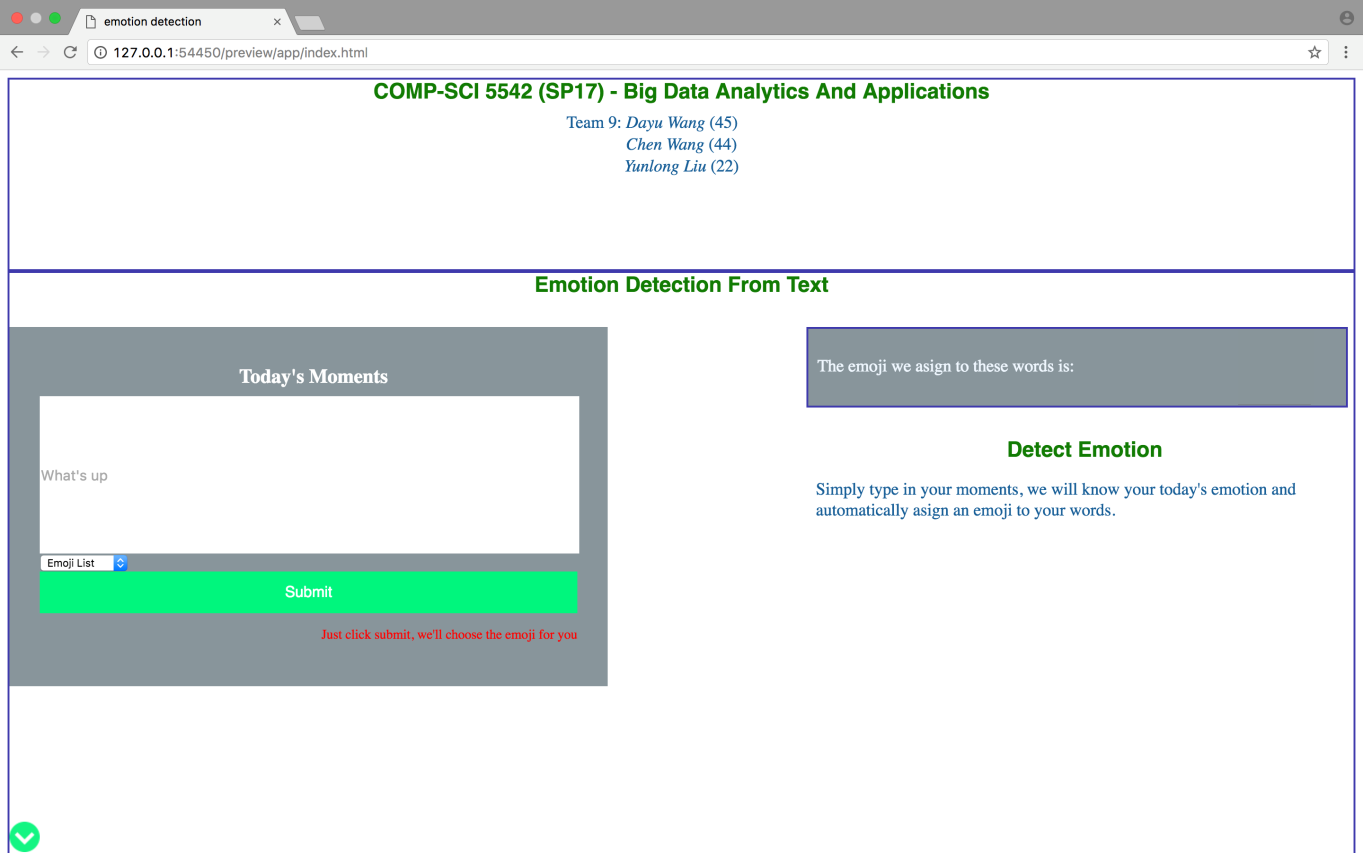 emotion detection
127.0.0.1:54450/preview/app/index.html
COMP-SCI 5542 (SP17) - Big Data Analytics And Applications
Team 9: Dayu Wang (45)
Chen Wang (44)
Yunlong Liu (22)
Emotion Detection From Text
Today's Moments
What's up
Emoji List
Submit
Just click submit, we'll choose the emoji for you
The emoji we asign to these words is:
Detect Emotion
Simply type in your moments, we will know your today's emotion and
automatically asign an emoji to your words.